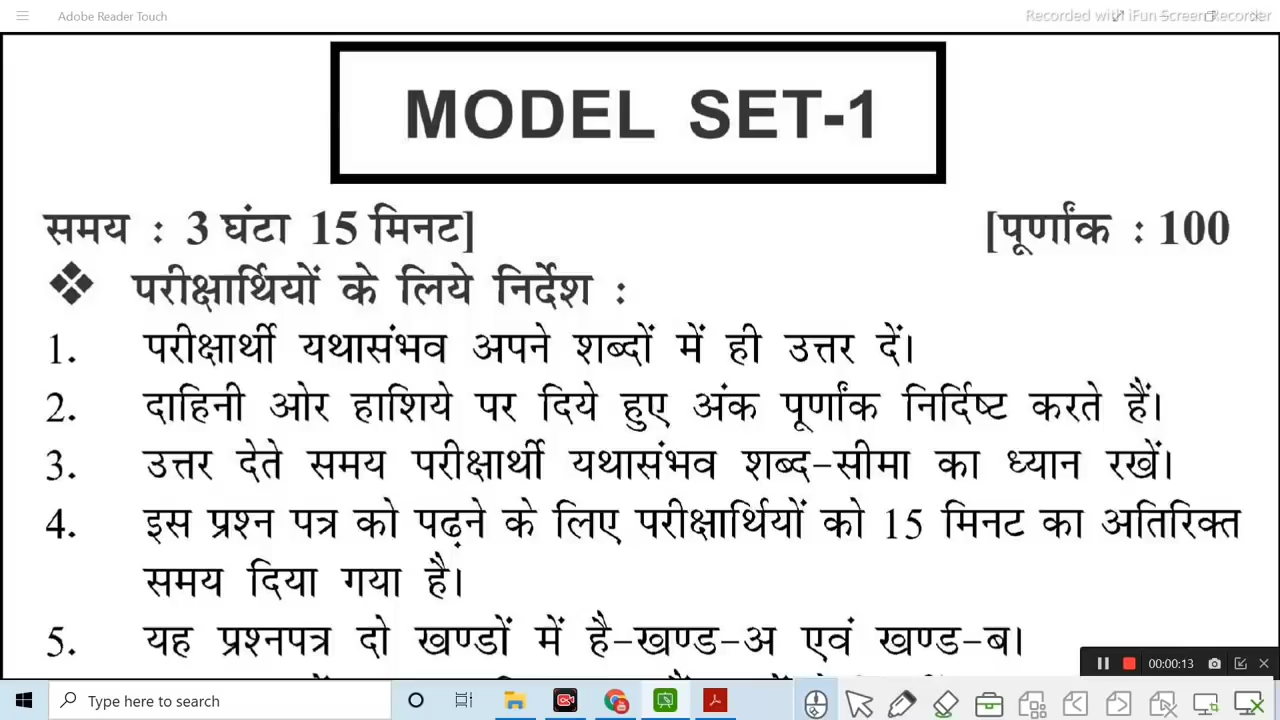 Adobe Reader Touch
Recorded with iFun Screen Recorder
MODEL SET-1
समय : 3 घंटा 15 मिनट]
[पूर्णांक : 100
❖ परीक्षार्थियों के लिये निर्देश :
1. परीक्षार्थी यथासंभव अपने शब्दों में ही उत्तर दें।
2. दाहिनी ओर हाशिये पर दिये हुए अंक पूर्णांक निर्दिष्ट करते हैं।
3. उत्तर देते समय परीक्षार्थी यथासंभव शब्द-सीमा का ध्यान रखें।
4. इस प्रश्न पत्र को पढ़ने के लिए परीक्षार्थियों को 15 मिनट का अतिरिक्त
समय दिया गया है।
5. यह प्रश्नपत्र दो खण्डों में है-खण्ड-अ एवं खण्ड-ब।
00:00:13
Type here to search